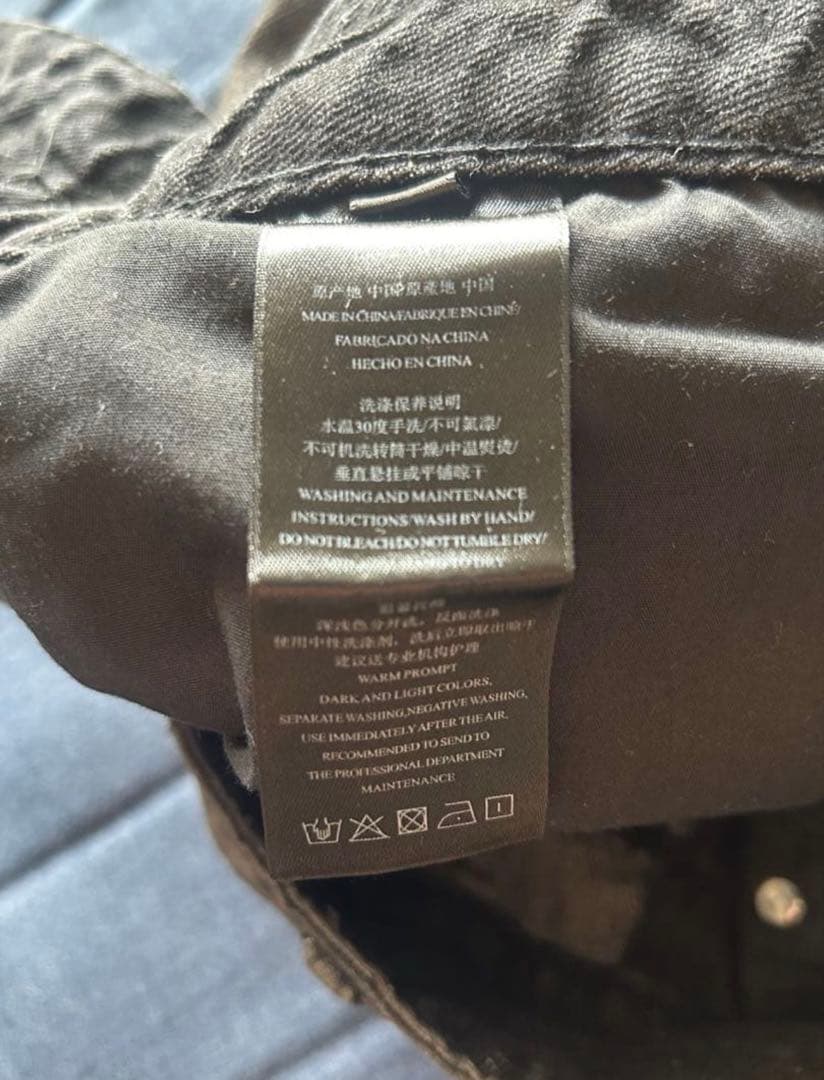 原产地 中国原産地 中国
MADE IN CHINA/FABRIQUE EN CHINE/
FABRICADO NA CHINA
HECHO EN CHINA
洗涤保养说明
水温30度手洗/不可氯凛/
不可机洗转筒干燥/中温熨烫/
垂直悬挂或平铺晾干
WASHING AND MAINTENANCE
INSTRUCTIONS/WASH BY HAND/
DO NOT BLEACH/DO NOT TUMBLE DRY/
TO DRY
深浅色分开洗，反面洗涤
使用中性洗涤剂，洗后立即取出晾干
建议送专业机构护理
WARM PROMPT
DARK AND LIGHT COLORS,
SEPARATE WASHING,NEGATIVE WASHING,
USE IMMEDIATELY AFTER THE AIR,
RECOMMENDED TO SEND TO
THE PROFESSIONAL DEPARTMENT
MAINTENANCE